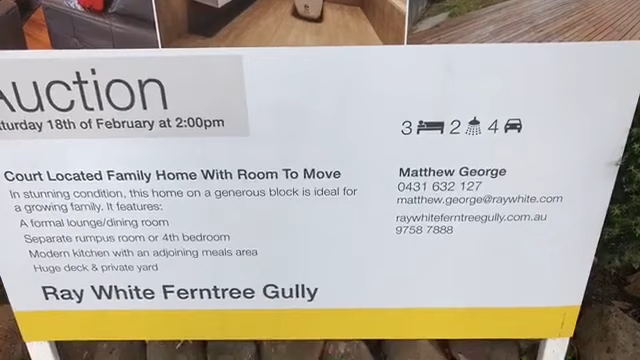 Auction
Saturday 18th of February at 2:00pm
3 2 4
Court Located Family Home With Room To Move
In stunning condition, this home on a generous block is ideal for
a growing family. It features:
A formal lounge/dining room
Separate rumpus room or 4th bedroom
Modern kitchen with an adjoining meals area
Huge deck & private yard
Matthew George
0431 632 127
matthew.george@raywhite.com
raywhiteferntreegully.com.au
9758 7888
Ray White Ferntree Gully